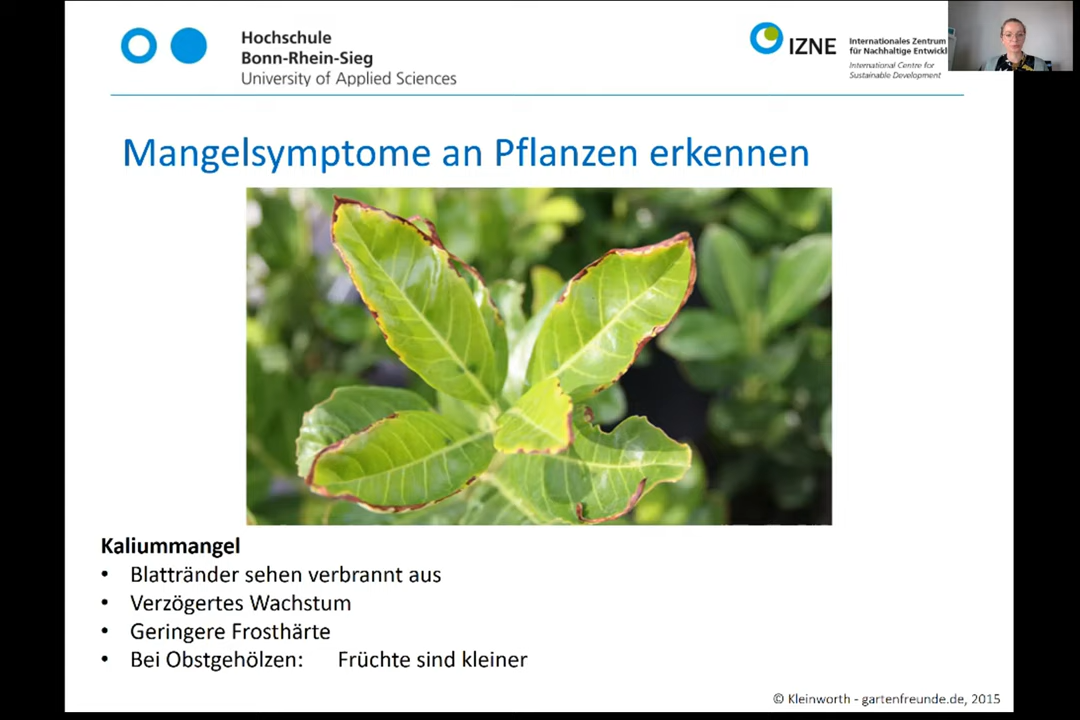 Hochschule
Bonn-Rhein-Sieg
University of Applied Sciences
IZNE
Internationales Zentrum
für Nachhaltige Entwickl
International Centre for
Sustainable Development
Mangelsymptome an Pflanzen erkennen
Kaliummangel
• Blattränder sehen verbrannt aus
• Verzögertes Wachstum
• Geringere Frosthärte
• Bei Obstgehölzen: Früchte sind kleiner
© Kleinworth - gartenfreunde.de, 2015